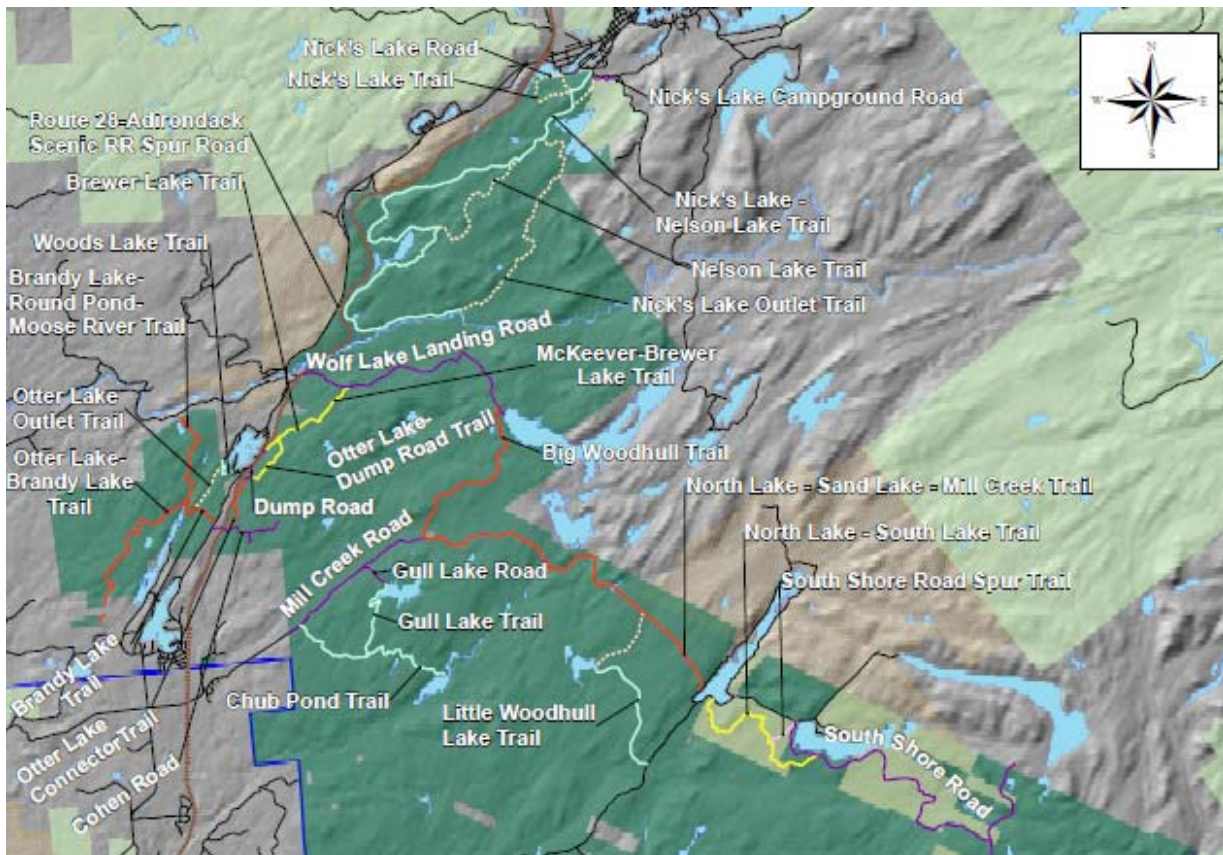 Nick's Lake Road
Nick's Lake Trail
Nick's Lake Campground Road
N
W E
S
Route 28-Adirondack
Scenic RR Spur Road
Brewer Lake Trail
Nick's Lake -
Nelson Lake Trail
Woods Lake Trail
Nelson Lake Trail
Brandy Lake-
Round Pond-
Moose River Trail
Nick's Lake Outlet Trail
Wolf Lake Landing Road
McKeever-Brewer
Lake Trail
Otter Lake
Outlet Trail
Otter Lake-
Dump Road Trail
Big Woodhull Trail
Otter Lake-
Brandy Lake
Trail
Dump Road
North Lake - Sand Lake - Mill Creek Trail
North Lake - South Lake Trail
Mill Creek Road
Gull Lake Road
South Shore Road Spur Trail
Gull Lake Trail
Brandy Lake
Trail
Chub Pond Trail
Little Woodhull
Lake Trail
South Shore Road
Otter Lake
ConnectorTrail
Cohen Road